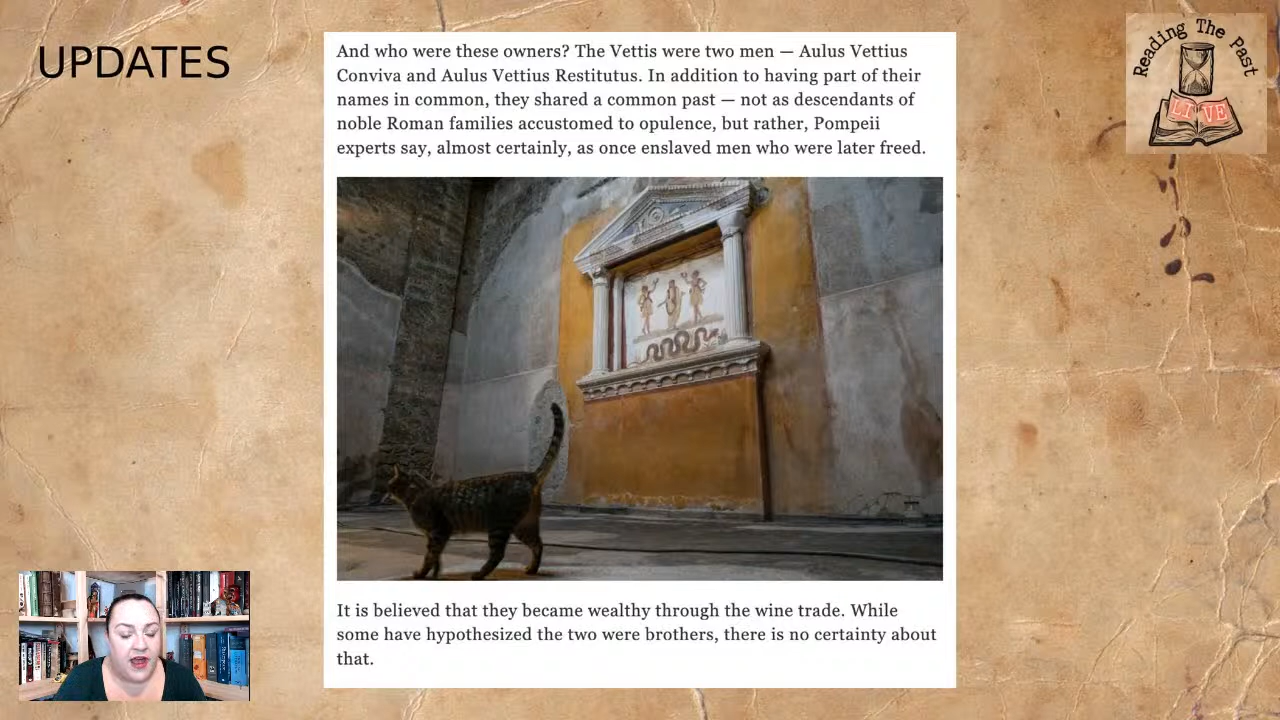 UPDATES
And who were these owners? The Vettis were two men — Aulus Vettius
Conviva and Aulus Vettius Restitutus. In addition to having part of their
names in common, they shared a common past — not as descendants of
noble Roman families accustomed to opulence, but rather, Pompeii
experts say, almost certainly, as once enslaved men who were later freed.
It is believed that they became wealthy through the wine trade. While
some have hypothesized the two were brothers, there is no certainty about
that.
Reading The Past
LIVE